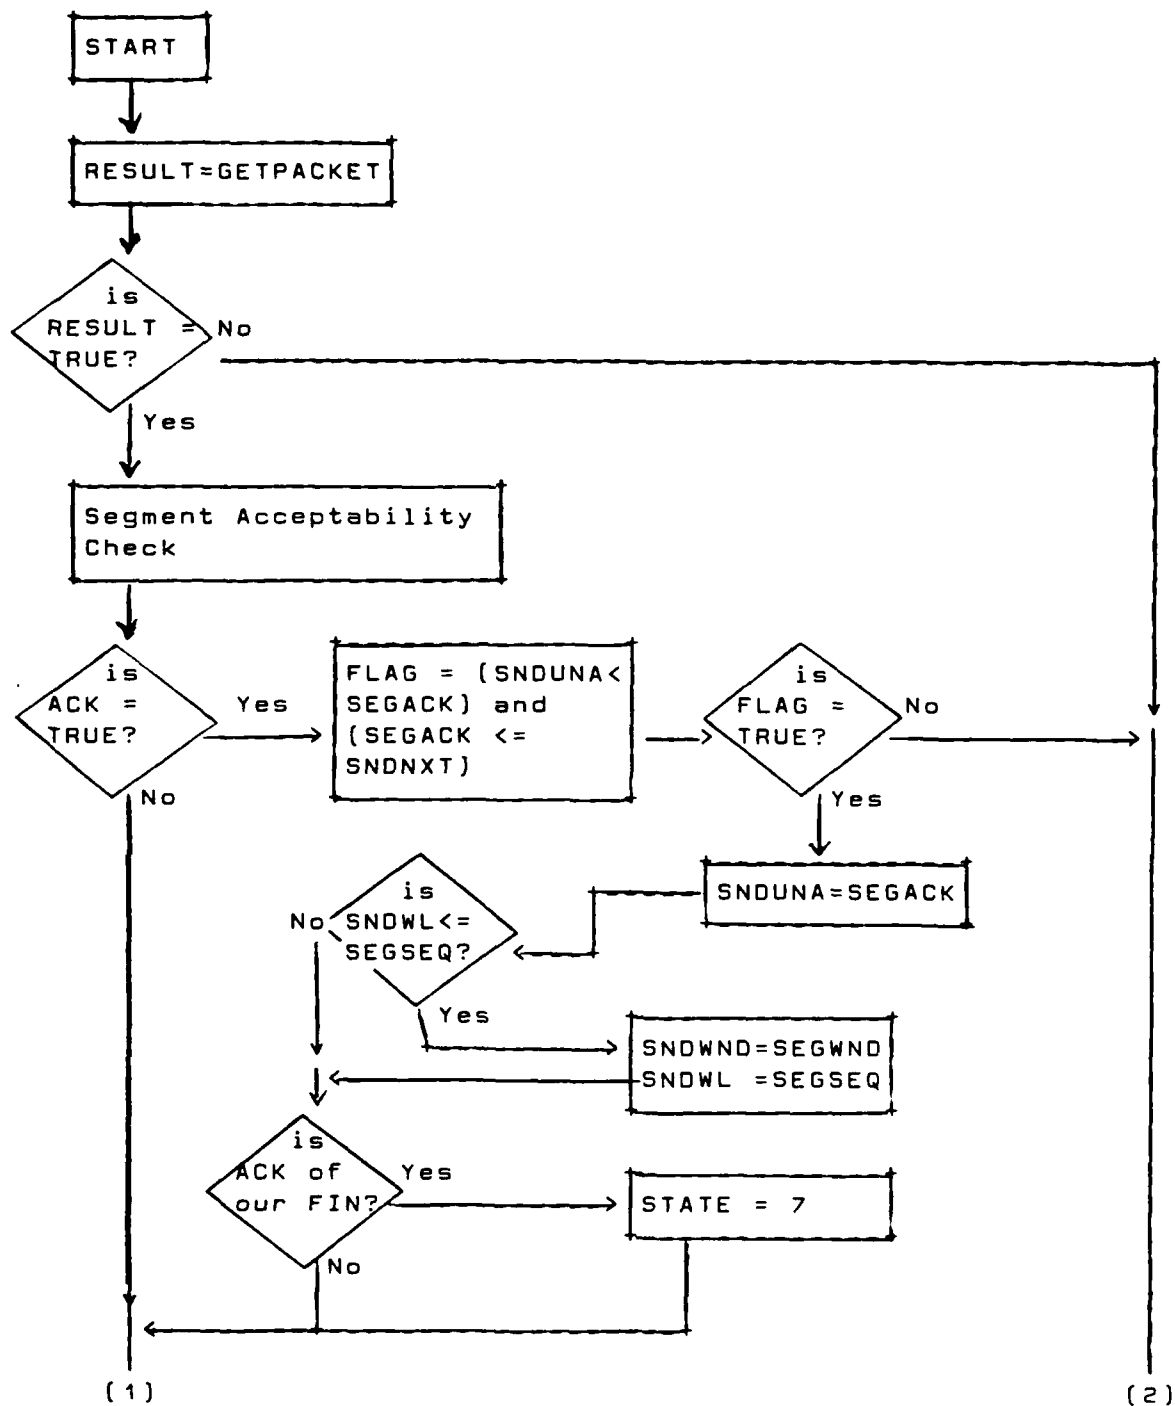 START
RESULT=GETPACKET
is
RESULT = No
TRUE?
Yes
Segment Acceptability
Check
is
ACK =
TRUE?
Yes
No
FLAG = (SNDUNA<
SEGACK) and
(SEGACK <=
SNDNXT)
is
FLAG =
TRUE?
No
Yes
SNDUNA=SEGACK
is
SNDWL<=
SEGSEQ?
No
Yes
SNDWND=SEGWND
SNDWL =SEGSEQ
is
ACK of
our FIN?
Yes
No
STATE = 7
(1)
(2)